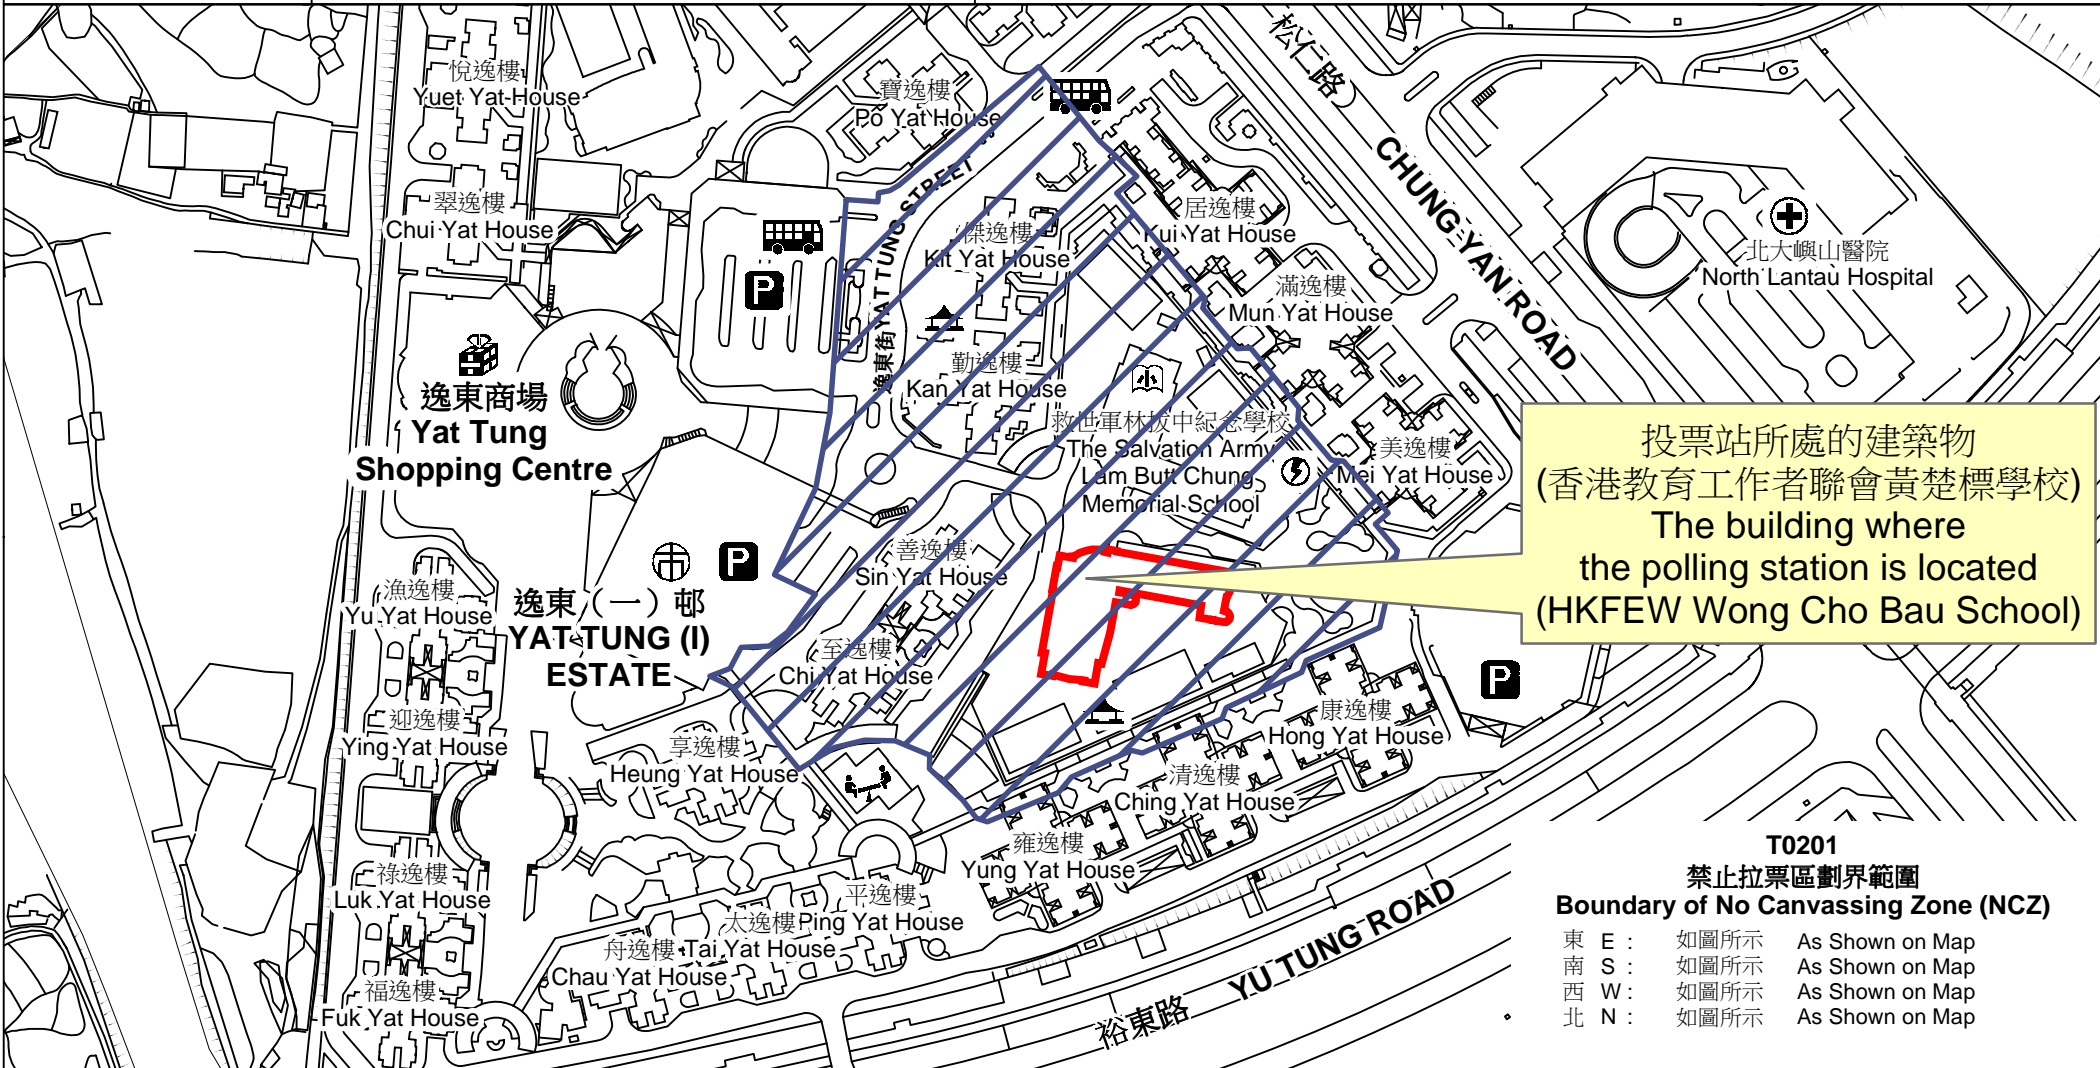 悅逸樓
Yuet Yat House
寶逸樓
Po Yat House
松仁路
CHUNG YAN ROAD
翠逸樓
Chui Yat House
逸東街 YAT TUNG STREET
傑逸樓
Kit Yat House
居逸樓
Kui Yat House
北大嶼山醫院
North Lantau Hospital
滿逸樓
Mun Yat House
P
逸東商場
Yat Tung
Shopping Centre
勤逸樓
Kan Yat House
小
救世軍林拔中紀念學校
The Salvation Army
Lam Butt Chung
Memorial School
美逸樓
Mei Yat House
投票站所處的建築物
(香港教育工作者聯會黃楚標學校)
The building where
the polling station is located
(HKFEW Wong Cho Bau School)
漁逸樓
Yu Yat House
P
逸東（一）邨
YAT TUNG (I)
ESTATE
善逸樓
Sin Yat House
至逸樓
Chi Yat House
P
迎逸樓
Ying Yat House
享逸樓
Heung Yat House
康逸樓
Hong Yat House
清逸樓
Ching Yat House
雍逸樓
Yung Yat House
祿逸樓
Luk Yat House
平逸樓
Ping Yat House
太逸樓
Tai Yat House
舟逸樓
Chau Yat House
福逸樓
Fuk Yat House
裕東路 YU TUNG ROAD
T0201
禁止拉票區劃界範圍
Boundary of No Canvassing Zone (NCZ)
東 E : 如圖所示 As Shown on Map
南 S : 如圖所示 As Shown on Map
西 W : 如圖所示 As Shown on Map
北 N : 如圖所示 As Shown on Map